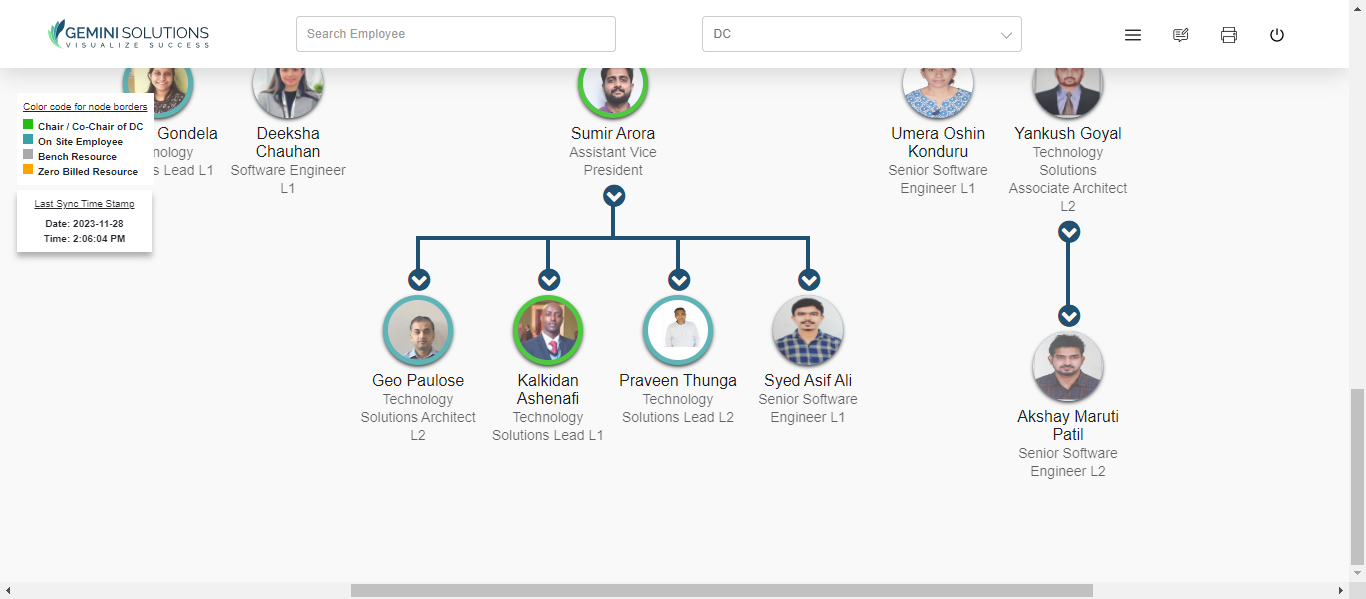 GEMINI SOLUTIONS
VISUALIZE SUCCESS
Search Employee
DC
Color code for node borders
Chair / Co-Chair of DC
On Site Employee
Bench Resource
Zero Billed Resource
Last Sync Time Stamp
Date: 2023-11-28
Time: 2:06:04 PM
Gondela
nology
s Lead L1
Deeksha
Chauhan
Software Engineer
L1
Sumir Arora
Assistant Vice
President
Umera Oshin
Konduru
Senior Software
Engineer L1
Yankush Goyal
Technology
Solutions
Associate Architect
L2
Geo Paulose
Technology
Solutions Architect
L2
Kalkidan
Ashenafi
Technology
Solutions Lead L1
Praveen Thunga
Technology
Solutions Lead L2
Syed Asif Ali
Senior Software
Engineer L1
Akshay Maruti
Patil
Senior Software
Engineer L2